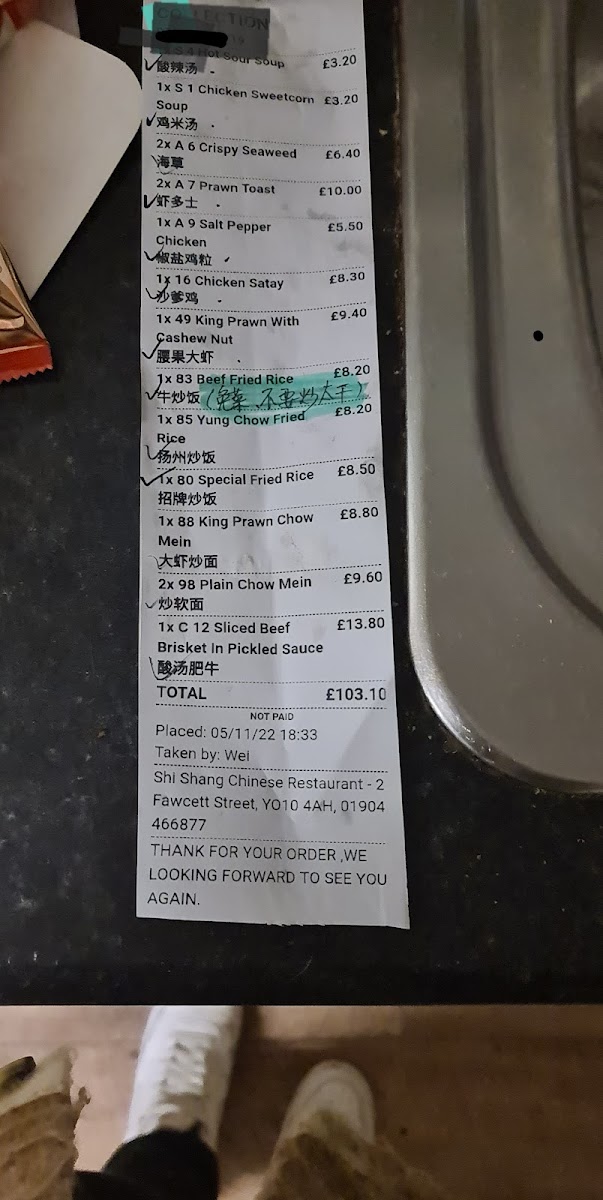 COLLECTION
S 4 Hot Sour Soup £3.20
酸辣汤
1x S 1 Chicken Sweetcorn £3.20
Soup
鸡米汤
2x A 6 Crispy Seaweed £6.40
海草
2x A 7 Prawn Toast £10.00
虾多士
1x A 9 Salt Pepper £5.50
Chicken
椒盐鸡粒
1x 16 Chicken Satay £8.30
沙爹鸡
1x 49 King Prawn With £9.40
Cashew Nut
腰果大虾
1x 83 Beef Fried Rice £8.20
牛炒饭 (免菜 不要炒太干)
1x 85 Yung Chow Fried £8.20
Rice
扬州炒饭
1x 80 Special Fried Rice £8.50
招牌炒饭
1x 88 King Prawn Chow £8.80
Mein
大虾炒面
2x 98 Plain Chow Mein £9.60
炒软面
1x C 12 Sliced Beef £13.80
Brisket In Pickled Sauce
酸汤肥牛
TOTAL £103.10
NOT PAID
Placed: 05/11/22 18:33
Taken by: Wei
Shi Shang Chinese Restaurant - 2
Fawcett Street, YO10 4AH, 01904
466877
THANK FOR YOUR ORDER ,WE
LOOKING FORWARD TO SEE YOU
AGAIN.